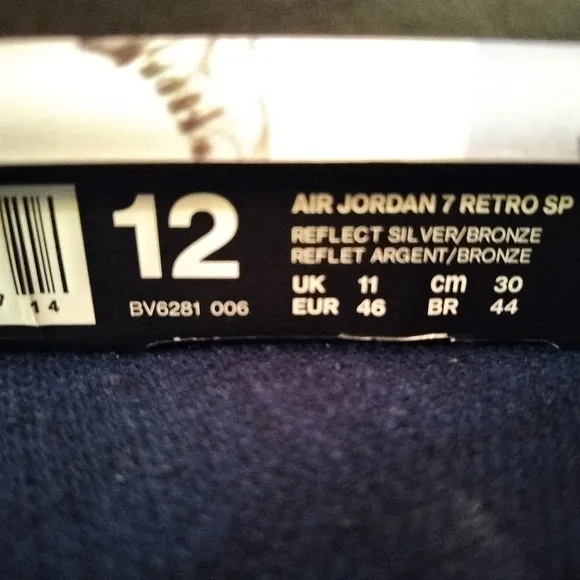 12
BV6281 006
AIR JORDAN 7 RETRO SP
REFLECT SILVER/BRONZE
REFLET ARGENT/BRONZE
UK 11 cm 30
EUR 46 BR 44
7 14